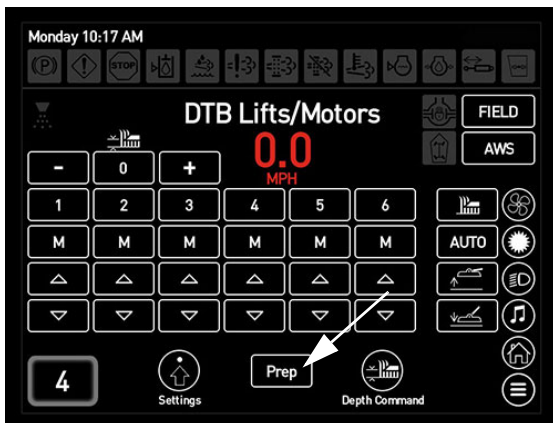 Monday 10:17 AM
(P) STOP
DTB Lifts/Motors FIELD
0.0 AWS
MPH
- 0 +
1 2 3 4 5 6
M M M M M M AUTO
4 Prep
Settings Depth Command